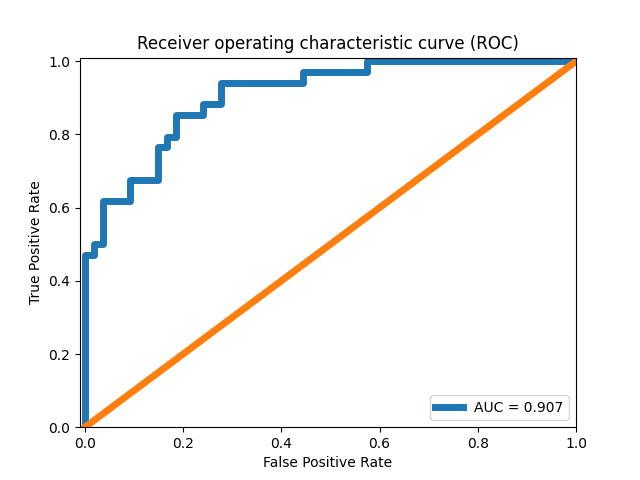 Receiver operating characteristic curve (ROC)
True Positive Rate
1.0
0.8
0.6
0.4
0.2
0.0
0.0 0.2 0.4 0.6 0.8 1.0
False Positive Rate
AUC = 0.907